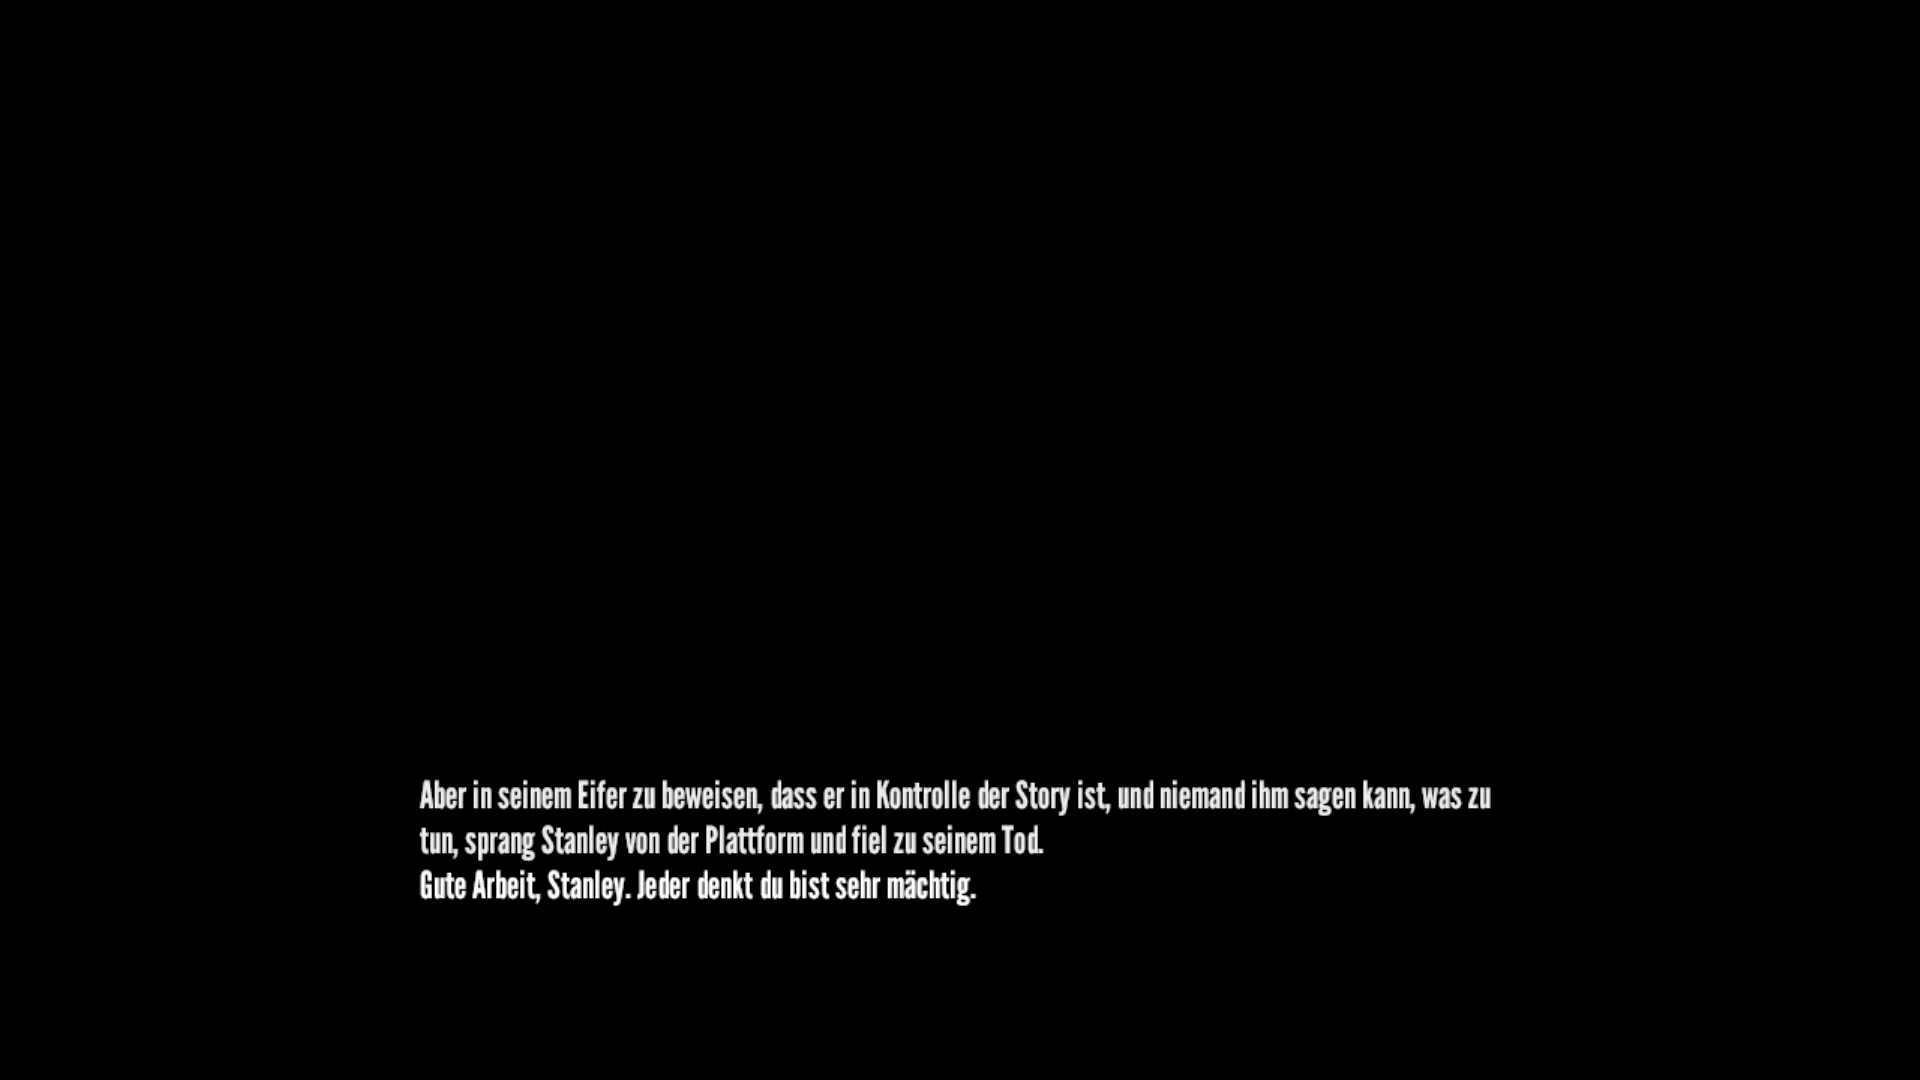 Aber in seinem Eifer zu beweisen, dass er in Kontrolle der Story ist, und niemand ihm sagen kann, was zu
tun, sprang Stanley von der Plattform und fiel zu seinem Tod.
Gute Arbeit, Stanley. Jeder denkt du bist sehr mächtig.